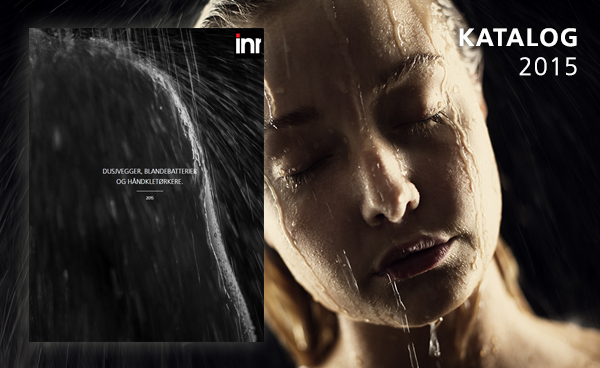 inr
KATALOG
2015
DUSJVEGGER, BLANDEBATTERIER
OG HÅNDKLETØRKERE.
2015